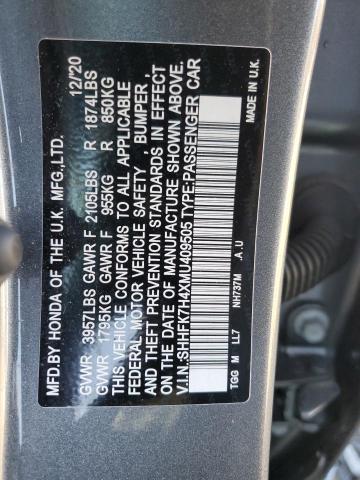 MFD.BY HONDA OF THE U.K. MFG.,LTD. 12/20
GVWR 3957LBS GAWR F 2105LBS R 1874LBS
GVWR 1795KG GAWR F 955KG R 850KG
THIS VEHICLE CONFORMS TO ALL APPLICABLE
FEDERAL MOTOR VEHICLE SAFETY , BUMPER ,
AND THEFT PREVENTION STANDARDS IN EFFECT
ON THE DATE OF MANUFACTURE SHOWN ABOVE.
V.I.N.:SHHFK7H4XMU409505 TYPE:PASSENGER CAR
TGG M LL7 NH737M .A.U MADE IN U.K.